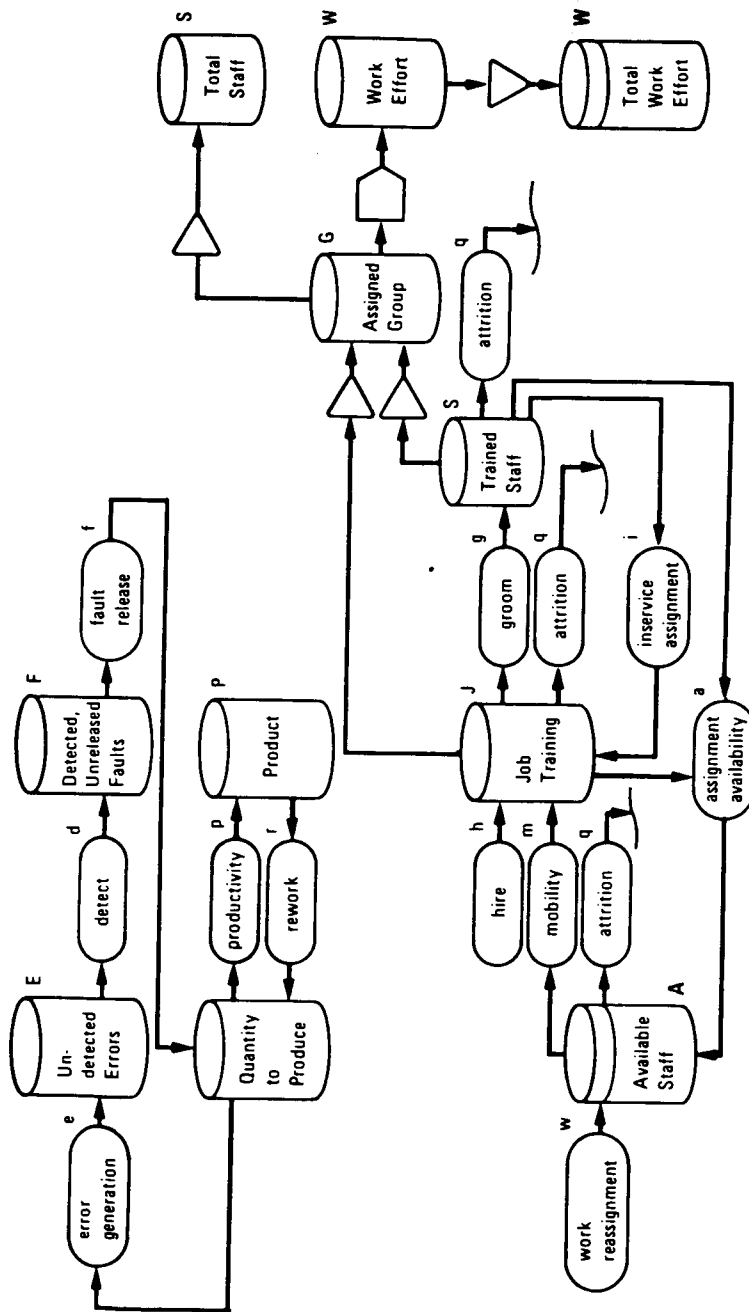 e
error
generation
E
Un-
detected
Errors
d
detect
F
Detected,
Unreleased
Faults
f
fault
release
Quantity
to
Produce
p
productivity
r
rework
P
Product
w
work
reassignment
A
Available
Staff
h
hire
m
mobility
q
attrition
J
Job
Training
g
groom
q
attrition
i
inservice
assignment
a
assignment
availability
S
Trained
Staff
q
attrition
G
Assigned
Group
S
Total
Staff
W
Work
Effort
W
Total
Work
Effort